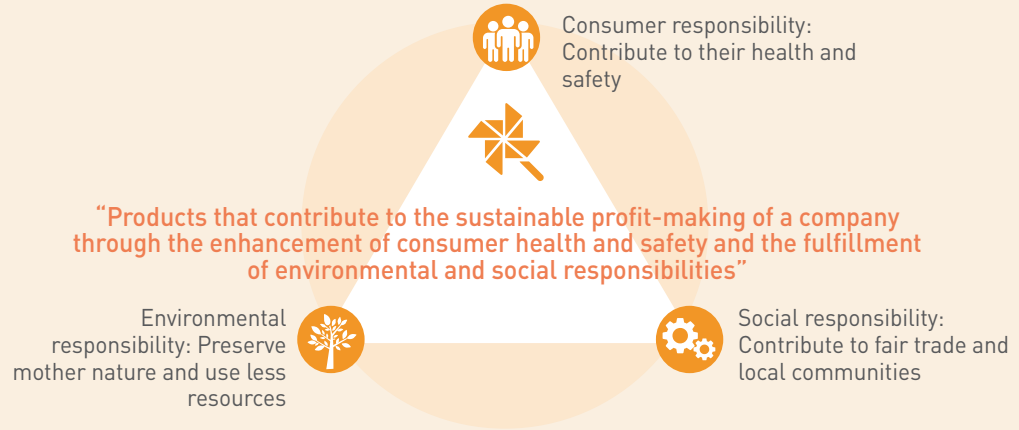 Consumer responsibility:
Contribute to their health and
safety
“Products that contribute to the sustainable profit-making of a company
through the enhancement of consumer health and safety and the fulfillment
of environmental and social responsibilities”
Environmental
responsibility: Preserve
mother nature and use less
resources
Social responsibility:
Contribute to fair trade and
local communities